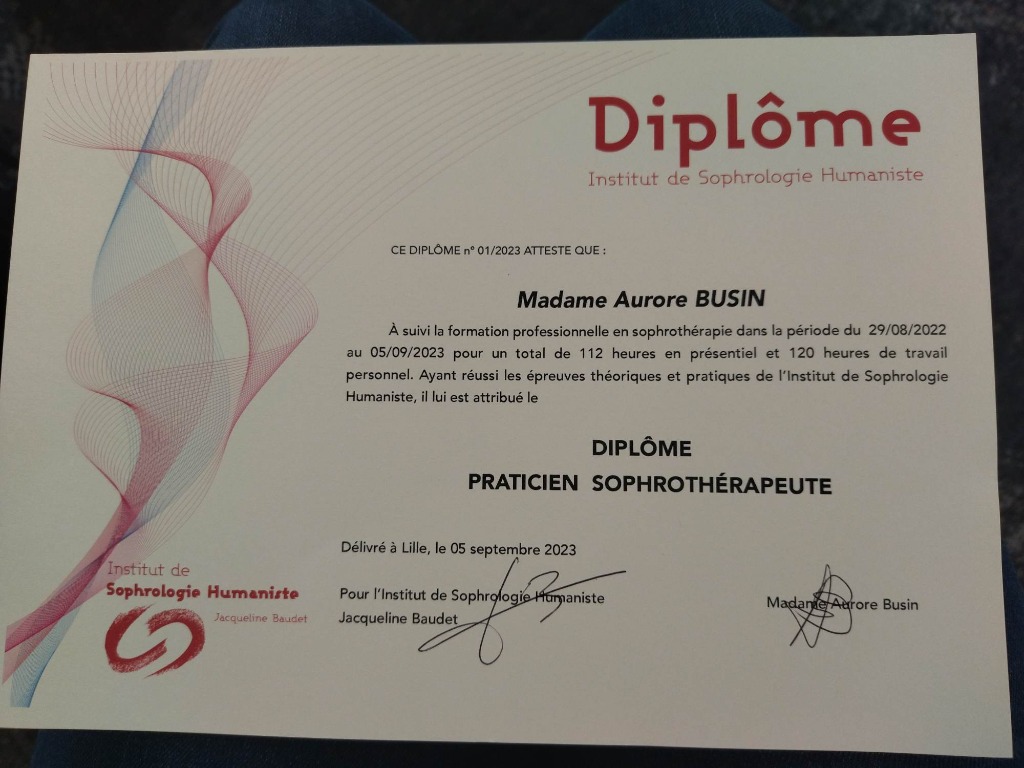 Diplôme
Institut de Sophrologie Humaniste
CE DIPLÔME n° 01/2023 ATTESTE QUE :
Madame Aurore BUSIN
À suivi la formation professionnelle en sophrothérapie dans la période du 29/08/2022
au 05/09/2023 pour un total de 112 heures en présentiel et 120 heures de travail
personnel. Ayant réussi les épreuves théoriques et pratiques de l'Institut de Sophrologie
Humaniste, il lui est attribué le
DIPLÔME
PRATICIEN SOPHROTHÉRAPEUTE
Délivré à Lille, le 05 septembre 2023
Pour l'Institut de Sophrologie Humaniste
Jacqueline Baudet
Madame Aurore Busin
Institut de
Sophrologie Humaniste
Jacqueline Baudet